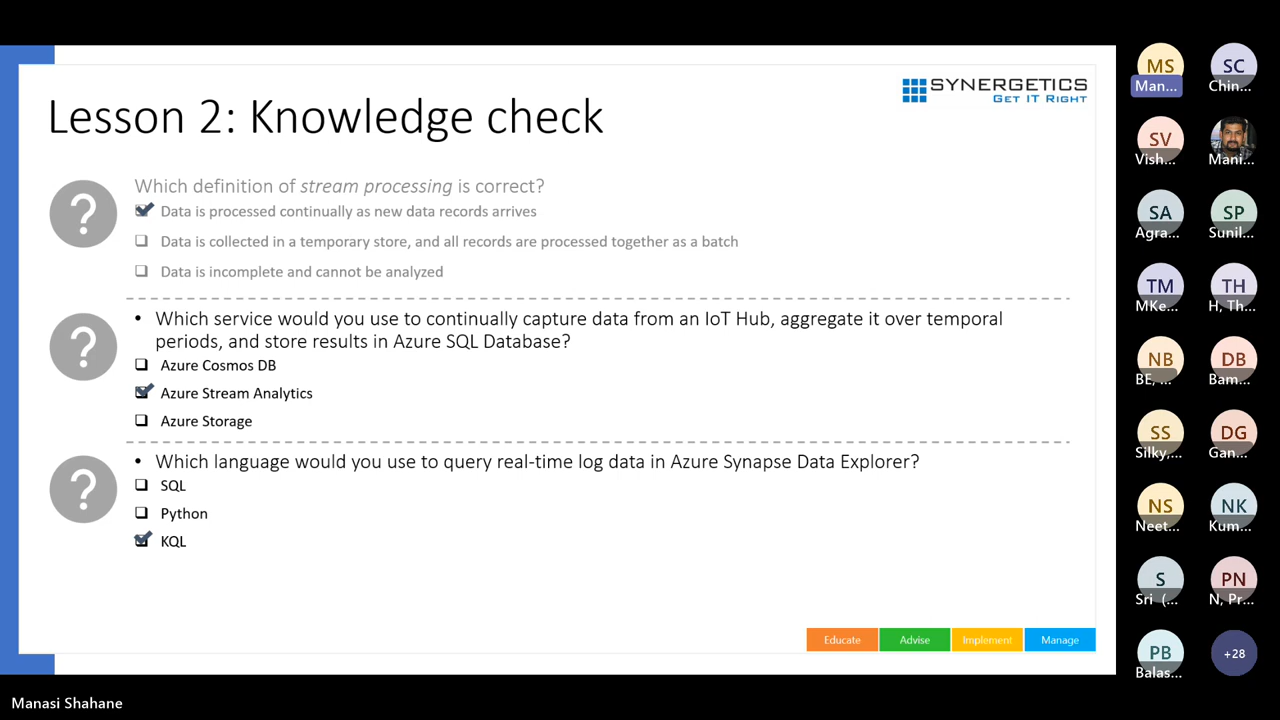 SYNERGETICS
GET IT RIGHT
Lesson 2: Knowledge check
?
Which definition of stream processing is correct?
Data is processed continually as new data records arrives
Data is collected in a temporary store, and all records are processed together as a batch
Data is incomplete and cannot be analyzed
?
• Which service would you use to continually capture data from an IoT Hub, aggregate it over temporal
periods, and store results in Azure SQL Database?
Azure Cosmos DB
Azure Stream Analytics
Azure Storage
?
• Which language would you use to query real-time log data in Azure Synapse Data Explorer?
SQL
Python
KQL
Educate Advise Implement Manage
MS SC
Man... Chin...
SV
Vish... Mani...
SA SP
Agra... Sunil...
TM TH
MKe... H, Th...
NB DB
BE, ... Bam...
SS DG
Silky,... Gan...
NS NK
Neet... Kum...
S PN
Sri (... N, Pr...
PB +28
Balas...
Manasi Shahane